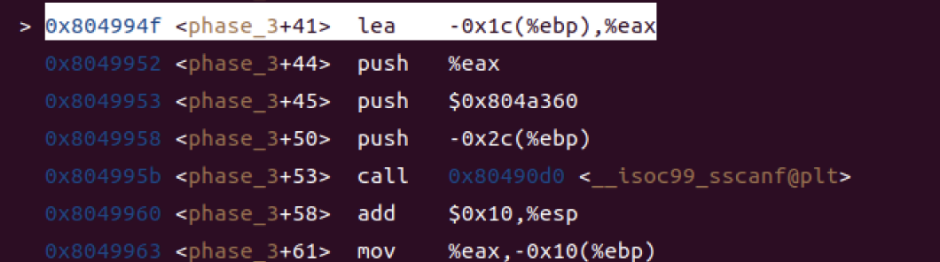 > 0x804994f <phase_3+41> lea -0x1c(%ebp),%eax
0x8049952 <phase_3+44> push %eax
0x8049953 <phase_3+45> push $0x804a360
0x8049958 <phase_3+50> push -0x2c(%ebp)
0x804995b <phase_3+53> call 0x80490d0 <__isoc99_sscanf@plt>
0x8049960 <phase_3+58> add $0x10,%esp
0x8049963 <phase_3+61> mov %eax,-0x10(%ebp)